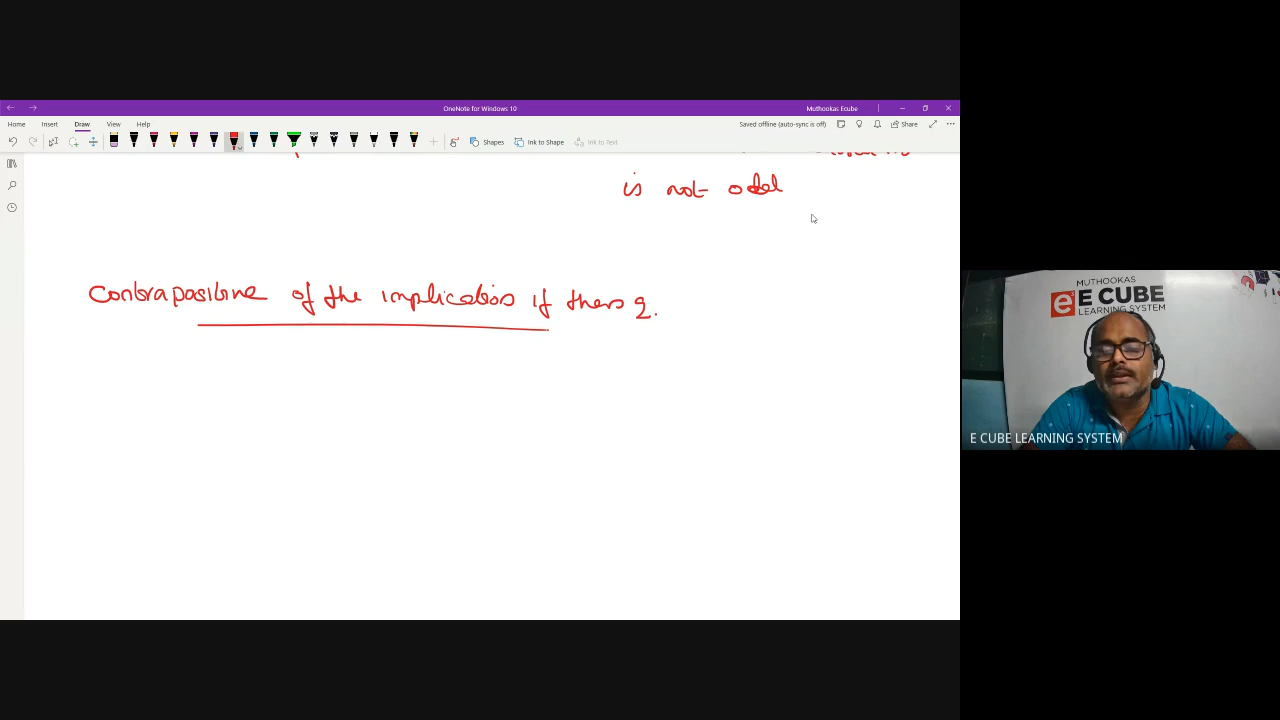 OneNote for Windows 10
Muthookas Ecube
Home Insert Draw View Help
Saved offline (auto-sync is off)
Share
Shapes
Ink to Shape
Ink to Text
is not odd
Contrapositive of the implication if then q.
MUTHOOKAS
e³ E CUBE
LEARNING SYSTEM
E CUBE LEARNING SYSTEM